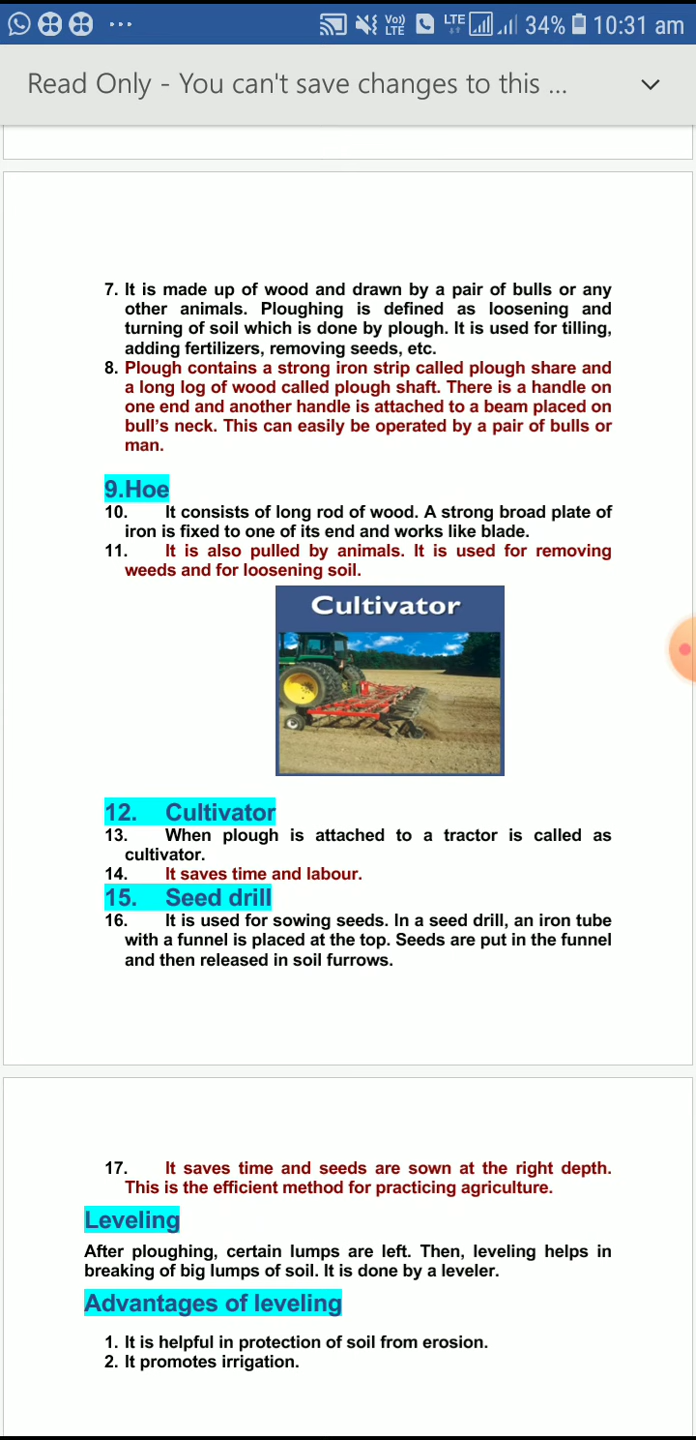 Vo))
LTE
LTE
34%
10:31 am
Read Only - You can't save changes to this ...
7. It is made up of wood and drawn by a pair of bulls or any
other animals. Ploughing is defined as loosening and
turning of soil which is done by plough. It is used for tilling,
adding fertilizers, removing seeds, etc.
8. Plough contains a strong iron strip called plough share and
a long log of wood called plough shaft. There is a handle on
one end and another handle is attached to a beam placed on
bull's neck. This can easily be operated by a pair of bulls or
man.
9.Hoe
10. It consists of long rod of wood. A strong broad plate of
iron is fixed to one of its end and works like blade.
11. It is also pulled by animals. It is used for removing
weeds and for loosening soil.
Cultivator
12. Cultivator
13. When plough is attached to a tractor is called as
cultivator.
14. It saves time and labour.
15. Seed drill
16. It is used for sowing seeds. In a seed drill, an iron tube
with a funnel is placed at the top. Seeds are put in the funnel
and then released in soil furrows.
17. It saves time and seeds are sown at the right depth.
This is the efficient method for practicing agriculture.
Leveling
After ploughing, certain lumps are left. Then, leveling helps in
breaking of big lumps of soil. It is done by a leveler.
Advantages of leveling
1. It is helpful in protection of soil from erosion.
2. It promotes irrigation.